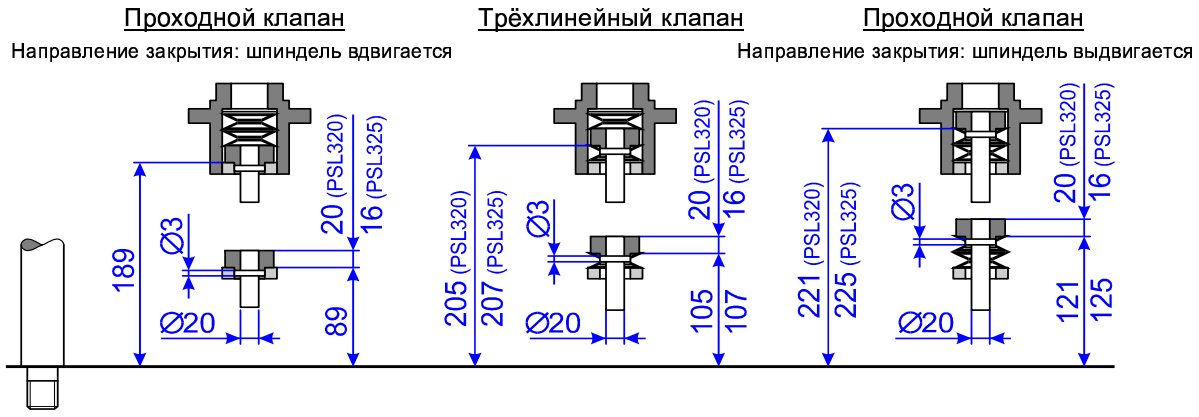 Проходной клапан
Направление закрытия: шпиндель вдвигается
189
Ø3
Ø20
20 (PSL320)
16 (PSL325)
89
Трёхлинейный клапан
205 (PSL320)
207 (PSL325)
Ø3
Ø20
20 (PSL320)
16 (PSL325)
105
107
Проходной клапан
Направление закрытия: шпиндель выдвигается
221 (PSL320)
225 (PSL325)
Ø3
Ø20
20 (PSL320)
16 (PSL325)
121
125